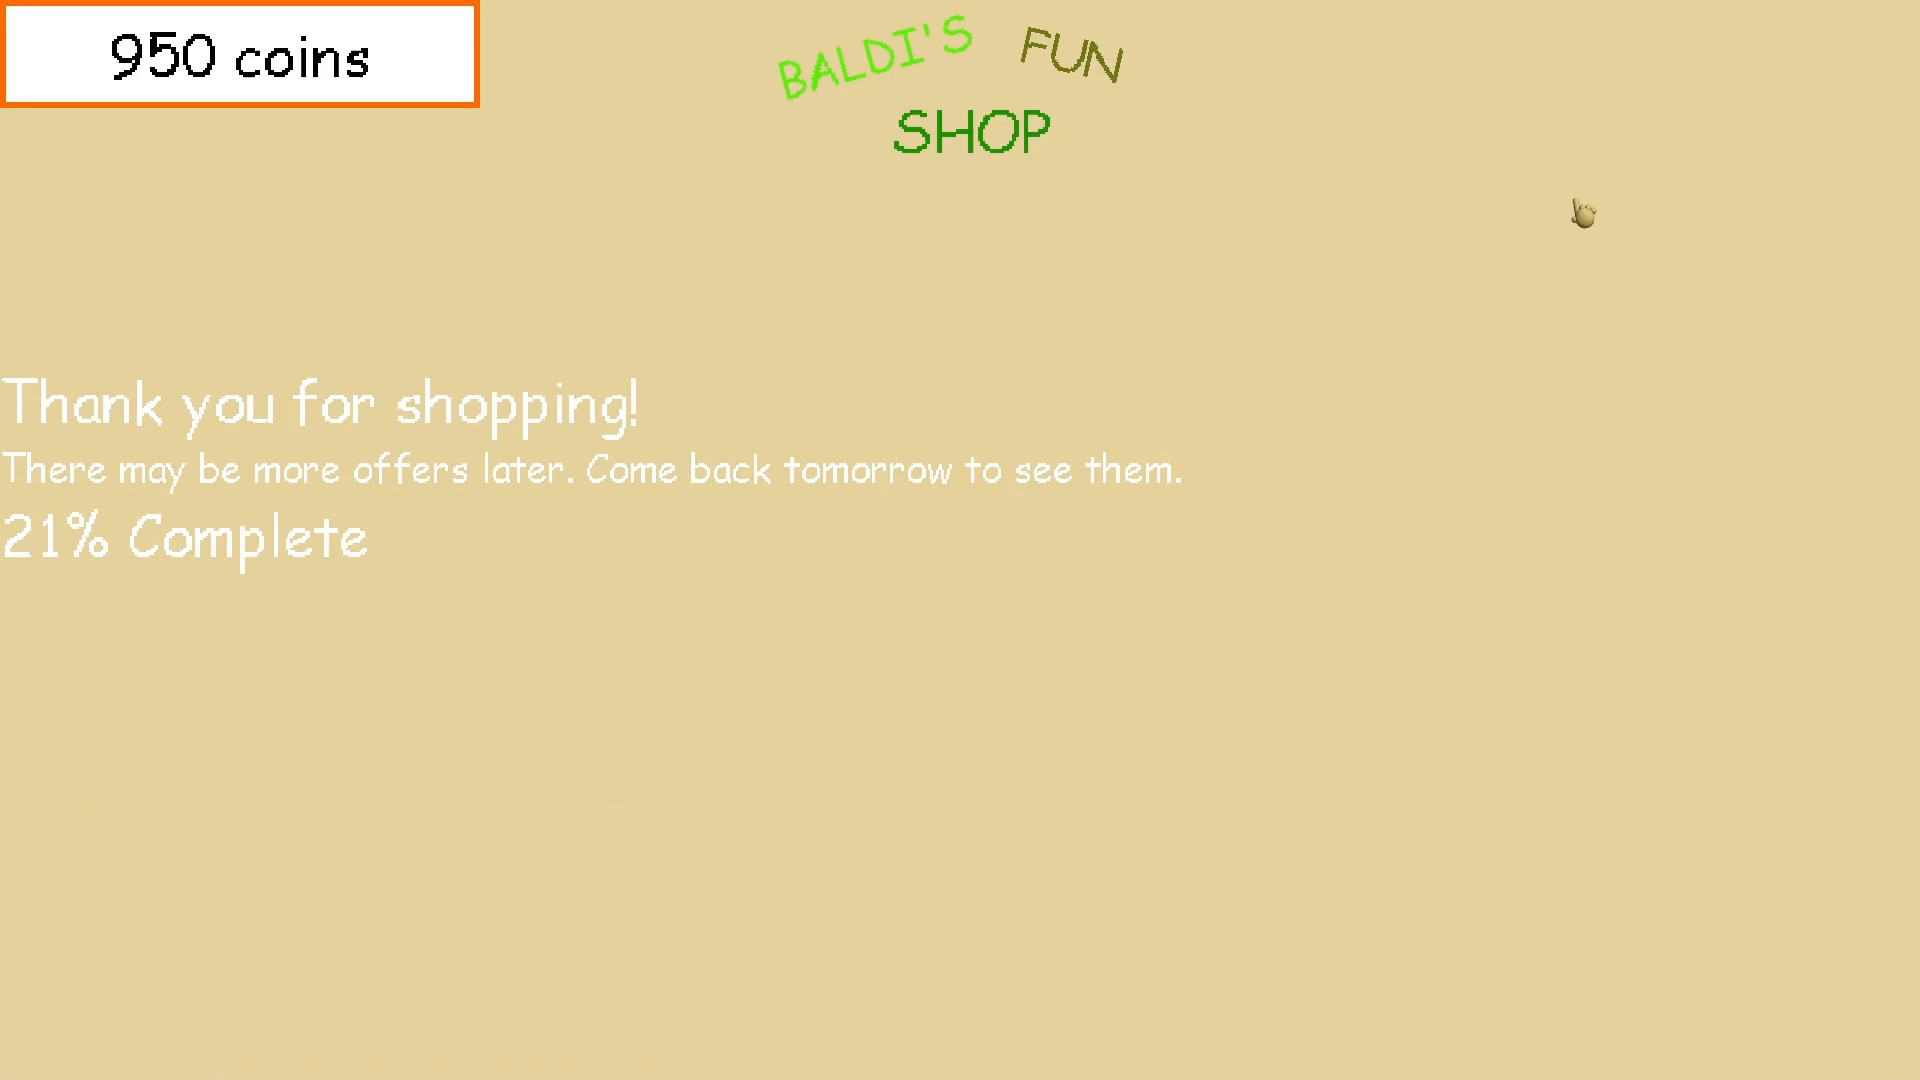 950 coins
BALDI'S FUN
SHOP
Thank you for shopping!
There may be more offers later. Come back tomorrow to see them.
21% Complete